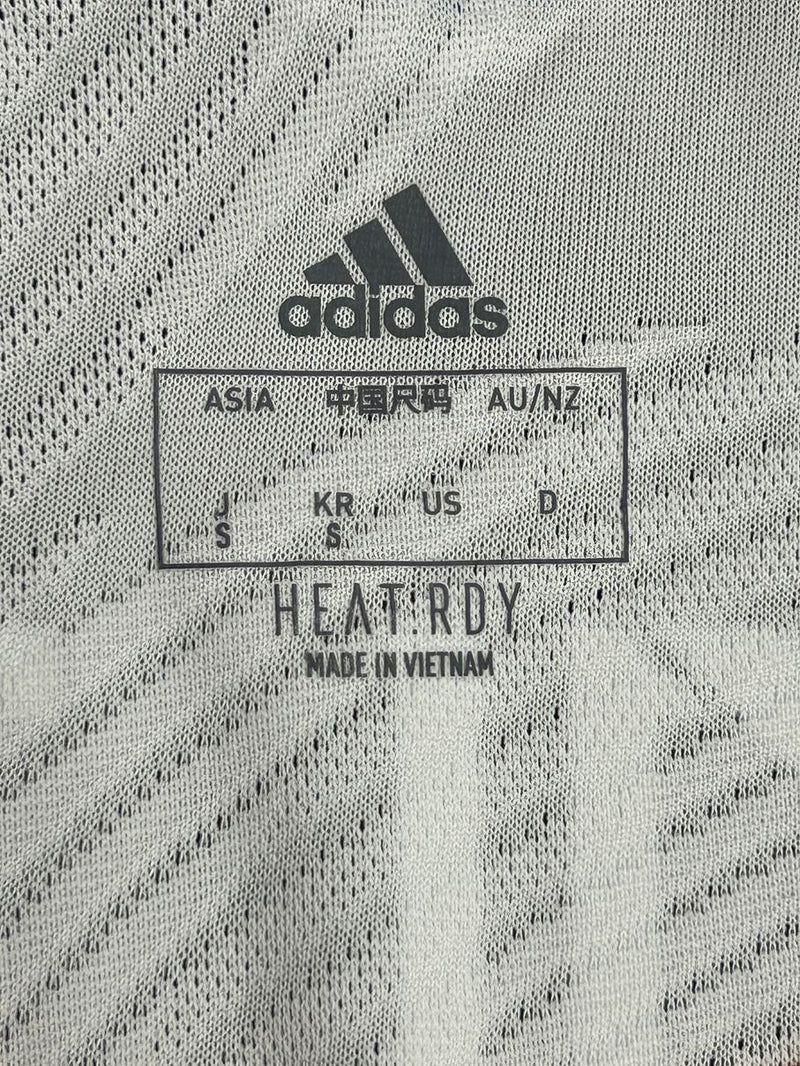 adidas
ASIA 中国尺码 AU/NZ
J KR US D
S S
HEAT.RDY
MADE IN VIETNAM